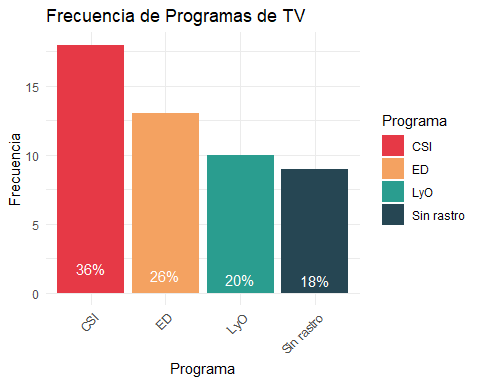 Frecuencia de Programas de TV
Frecuencia
15
10
5
0
36%
26%
20%
18%
CSI
ED
LyO
Sin rastro
Programa
Programa
CSI
ED
LyO
Sin rastro